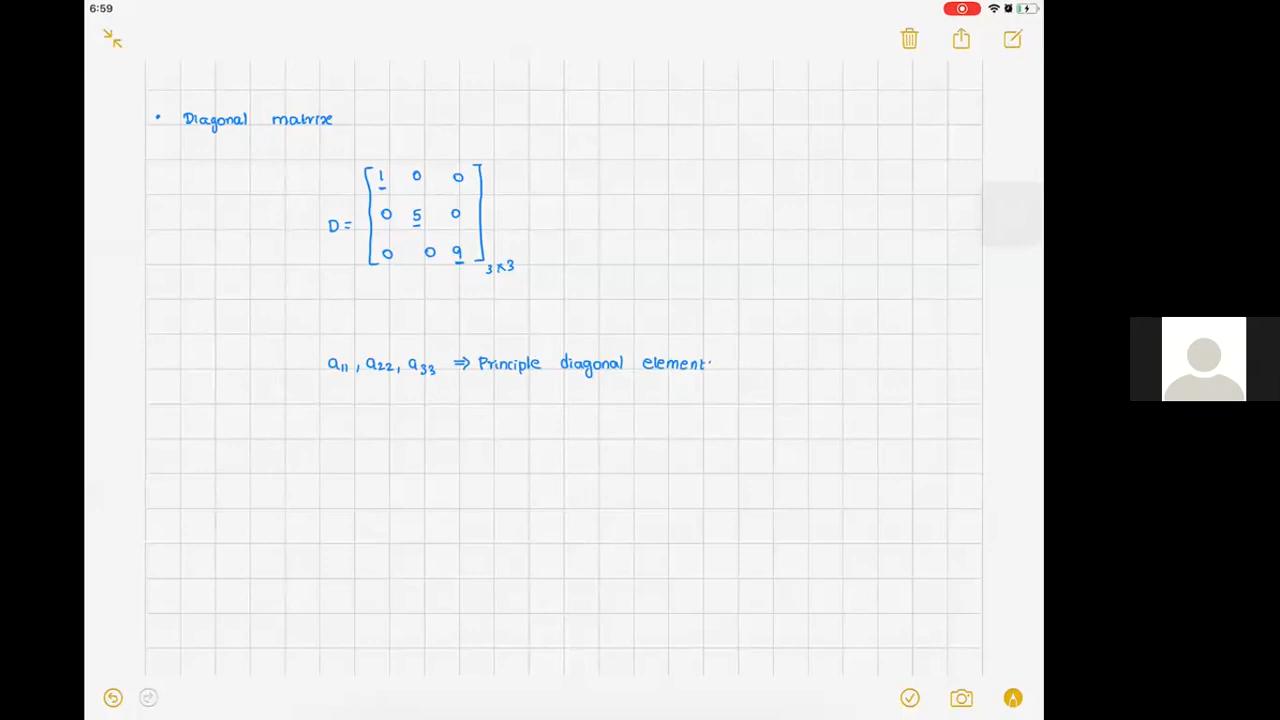 6:59
• Diagonal matrix
D = [ 1 0 0
0 5 0
0 0 9 ] 3×3
a11, a22, a33 ⇒ Principle diagonal element.